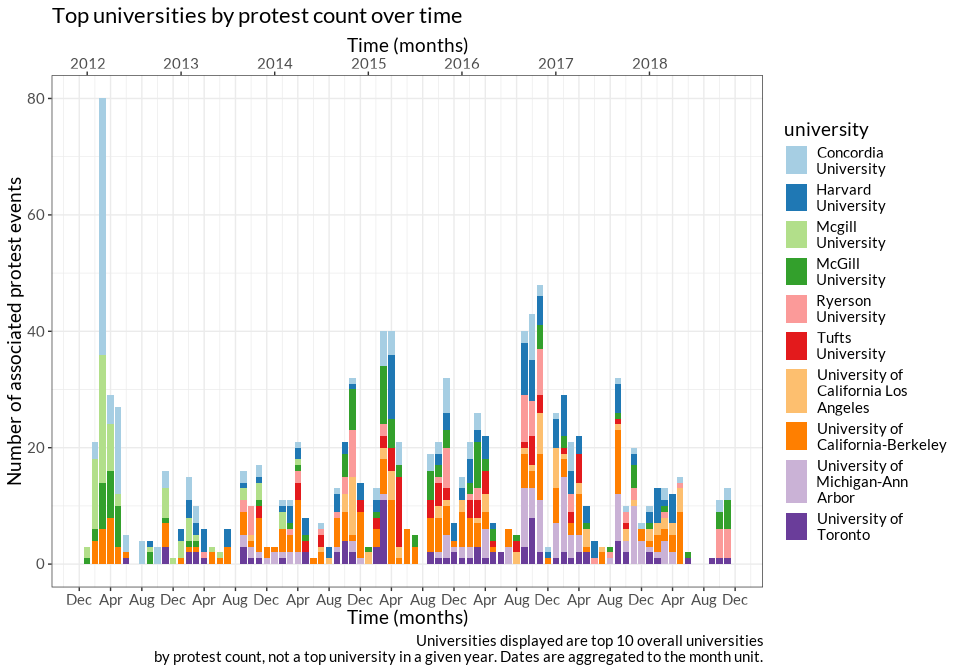 Top universities by protest count over time
Time (months)
2012 2013 2014 2015 2016 2017 2018
Number of associated protest events
80
60
40
20
0
Dec Apr Aug Dec Apr Aug Dec Apr Aug Dec Apr Aug Dec Apr Aug Dec Apr Aug Dec Apr Aug Dec
Time (months)
university
Concordia
University
Harvard
University
Mcgill
University
McGill
University
Ryerson
University
Tufts
University
University of
California Los
Angeles
University of
California-Berkeley
University of
Michigan-Ann
Arbor
University of
Toronto
Universities displayed are top 10 overall universities
by protest count, not a top university in a given year. Dates are aggregated to the month unit.